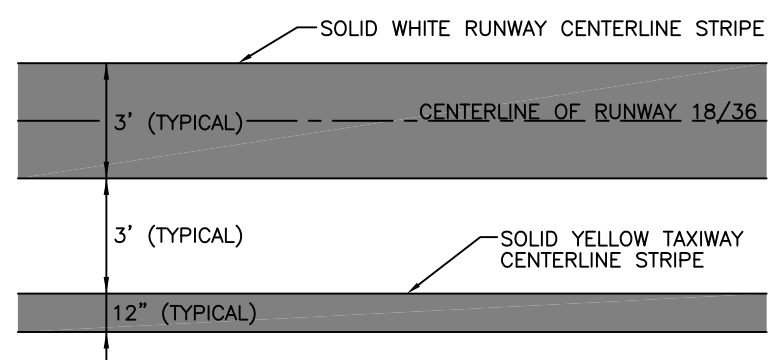 SOLID WHITE RUNWAY CENTERLINE STRIPE
CENTERLINE OF RUNWAY 18/36
3' (TYPICAL)
3' (TYPICAL)
SOLID YELLOW TAXIWAY
CENTERLINE STRIPE
12" (TYPICAL)